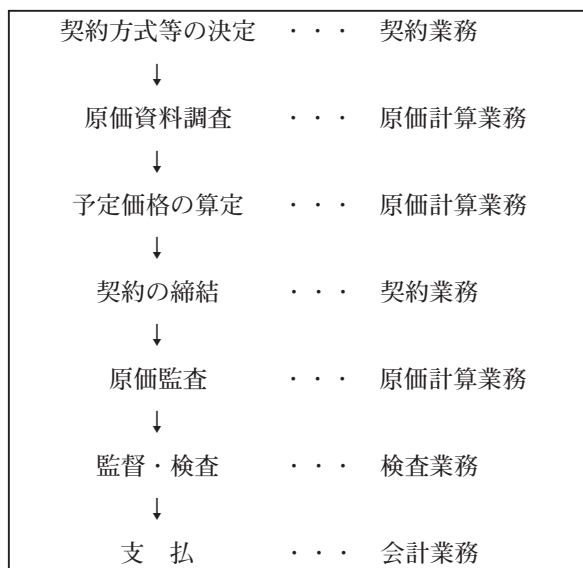 契約方式等の決定 ・・・ 契約業務
↓
原価資料調査 ・・・ 原価計算業務
↓
予定価格の算定 ・・・ 原価計算業務
↓
契約の締結 ・・・ 契約業務
↓
原価監査 ・・・ 原価計算業務
↓
監督・検査 ・・・ 検査業務
↓
支 払 ・・・ 会計業務